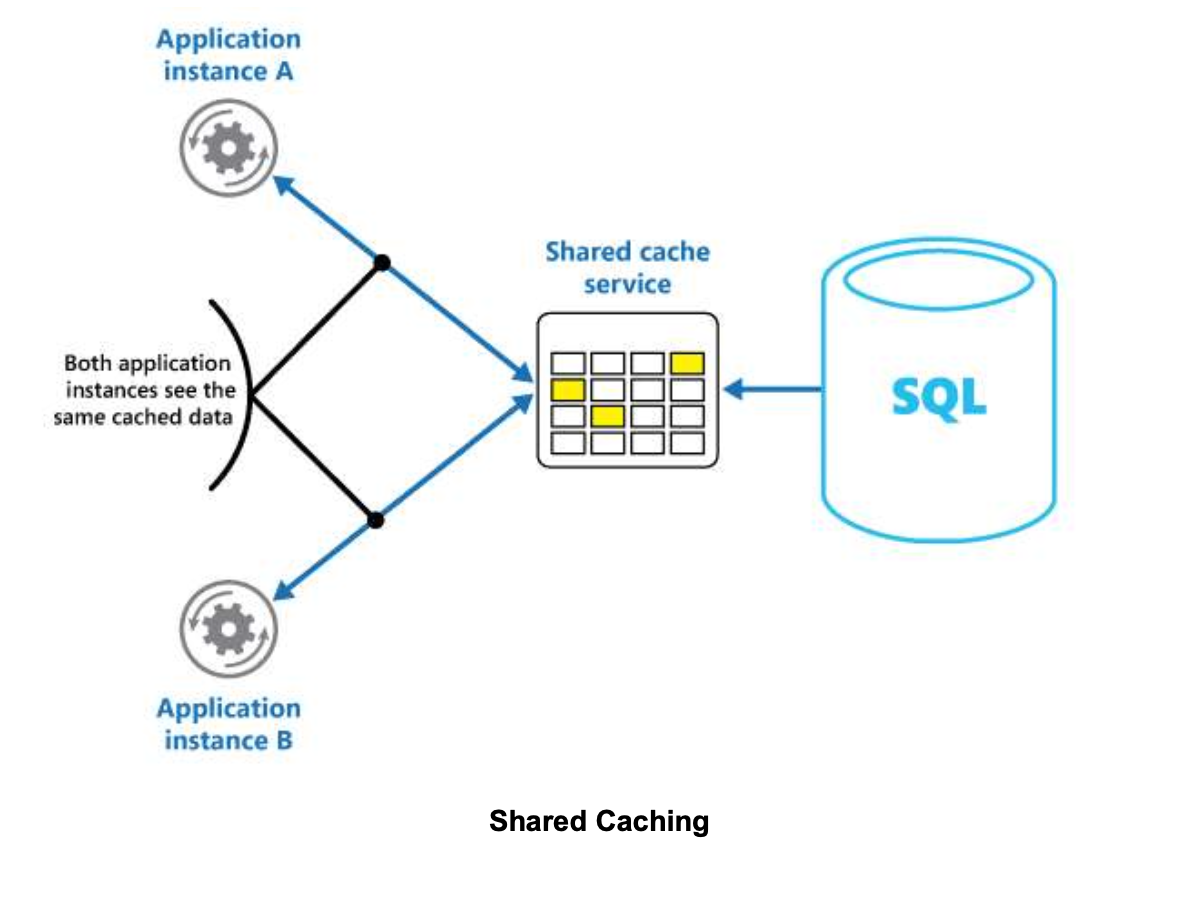 Application
instance A
Shared cache
service
Both application
instances see the
same cached data
SQL
Application
instance B
Shared Caching